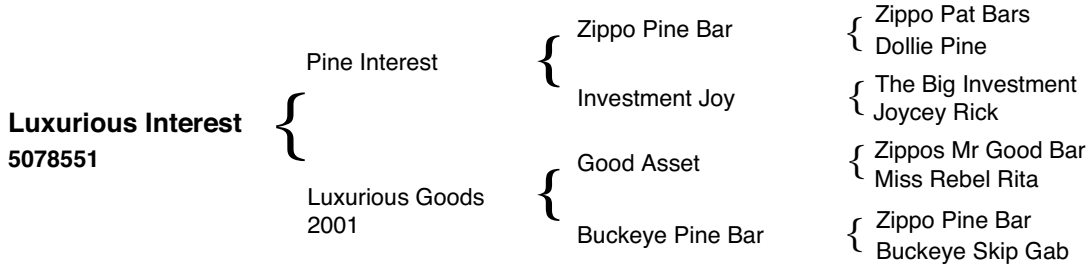 Luxurious Interest
5078551
Pine Interest
Luxurious Goods
2001
Zippo Pine Bar
Investment Joy
Good Asset
Buckeye Pine Bar
Zippo Pat Bars
Dollie Pine
The Big Investment
Joycey Rick
Zippos Mr Good Bar
Miss Rebel Rita
Zippo Pine Bar
Buckeye Skip Gab